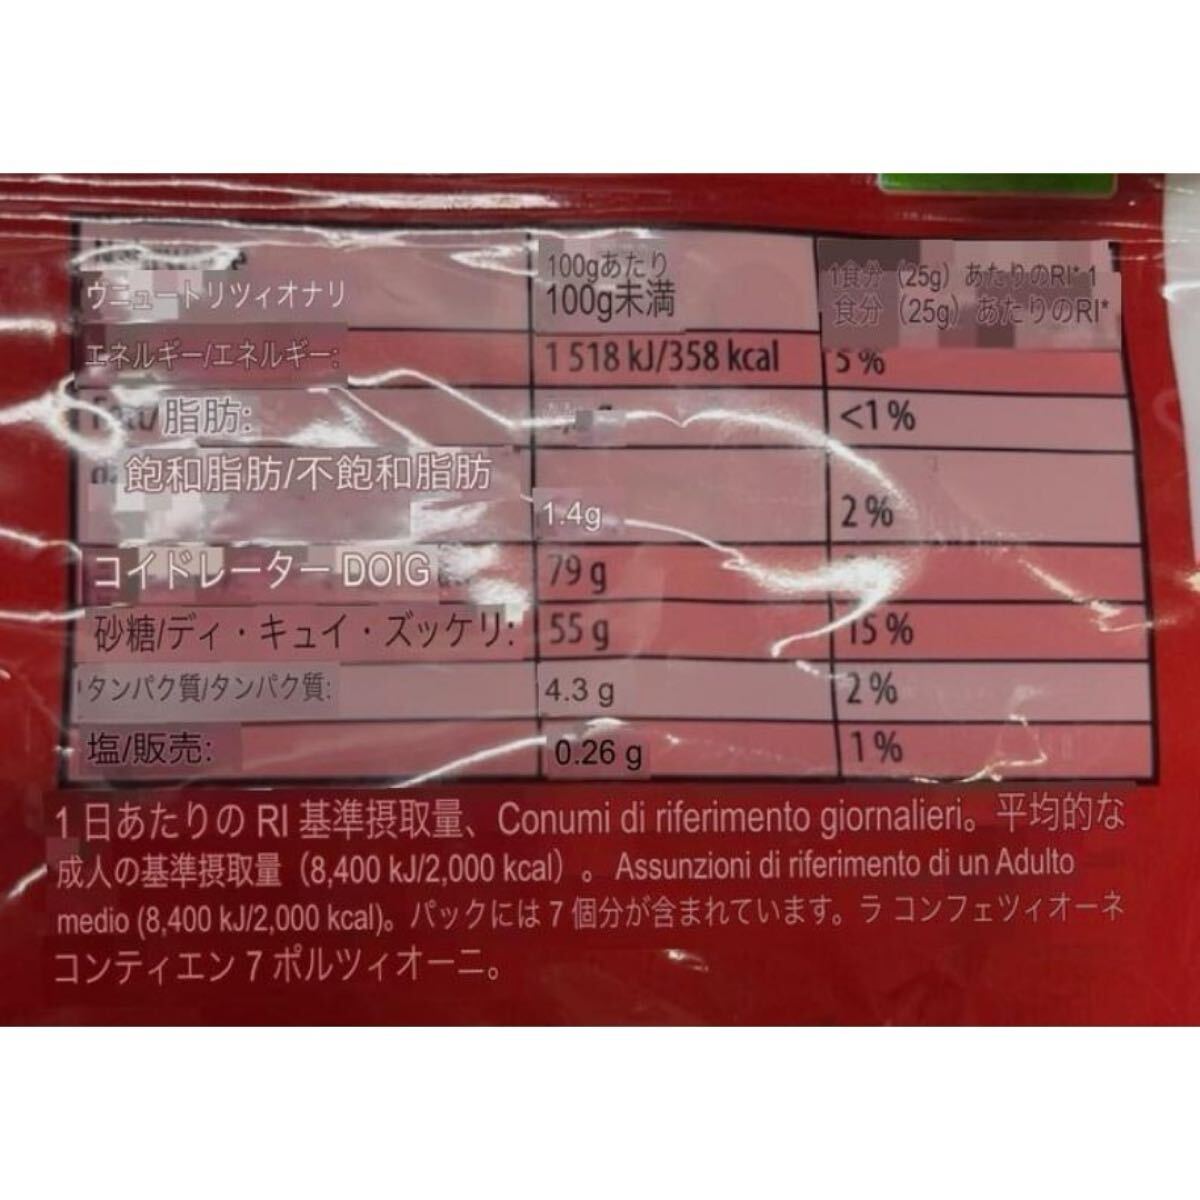 ウニュートリツィオナリ
100gあたり
100g未満
1食分（25g）あたりのRI* 1
食分（25g）あたりのRI*
エネルギー/エネルギー: 1 518 kJ/358 kcal 5 %
/脂肪: <1 %
飽和脂肪/不飽和脂肪
1.4g 2 %
コイドレーター DOIG 79 g
砂糖/ディ・キュイ・ズッケリ: 55 g 15 %
タンパク質/タンパク質: 4.3 g 2 %
塩/販売: 0.26 g 1 %
1 日あたりの RI 基準摂取量、Conumi di riferimento giornalieri。平均的な
成人の基準摂取量（8,400 kJ/2,000 kcal）。Assunzioni di riferimento di un Adulto
medio (8,400 kJ/2,000 kcal)。パックには 7 個分が含まれています。ラ コンフェツィオーネ
コンティエン 7 ポルツィオーニ。